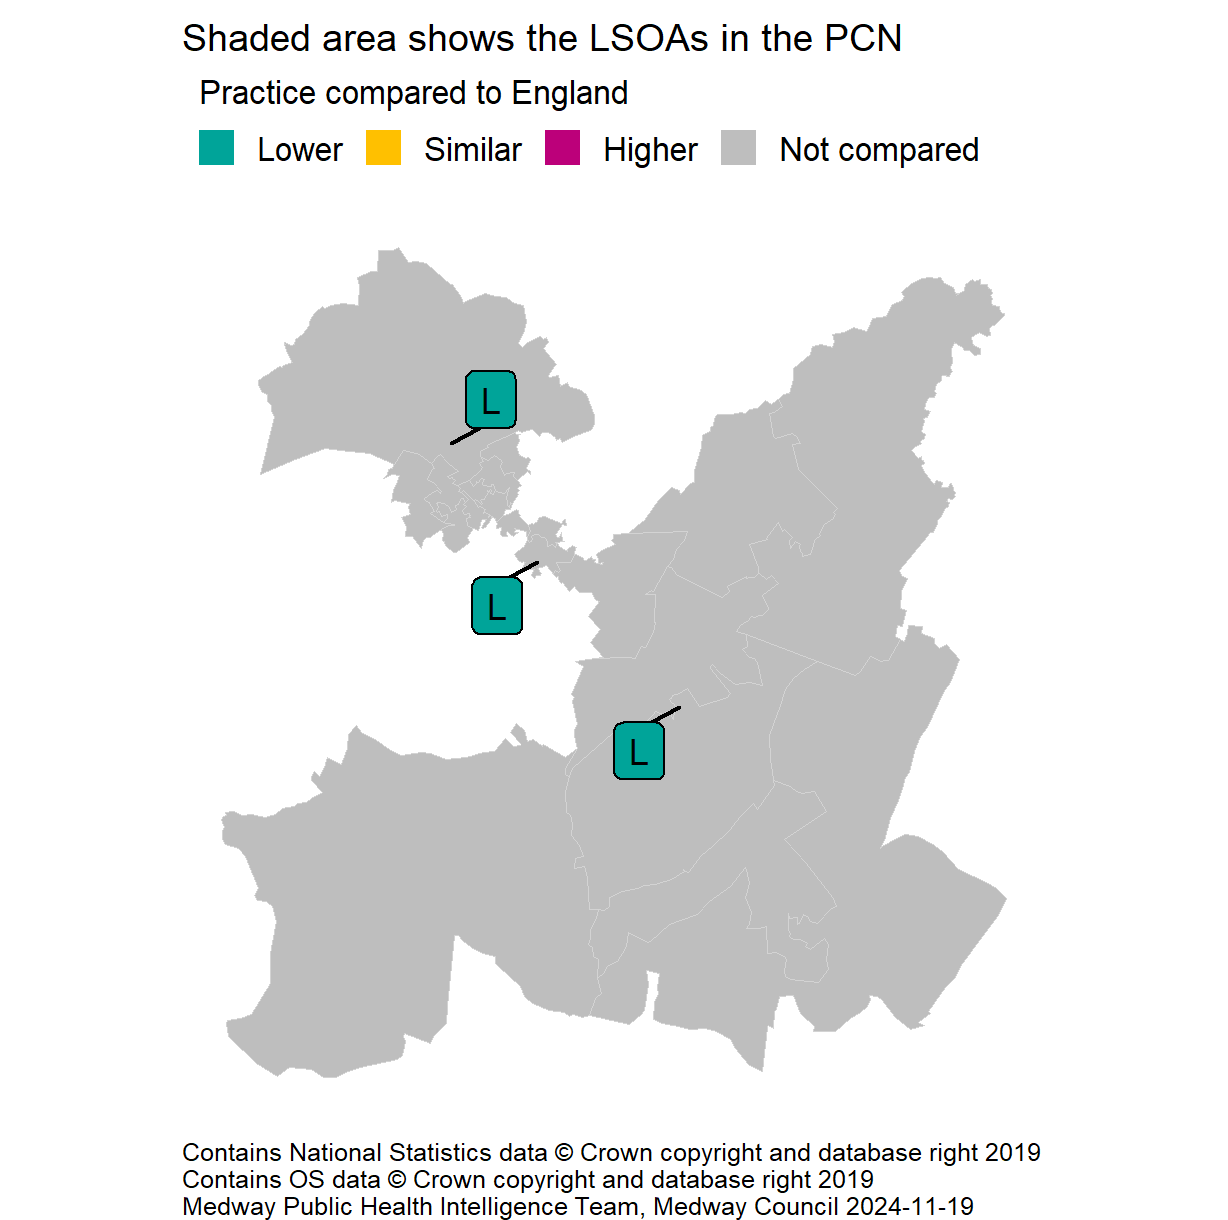 Shaded area shows the LSOAs in the PCN
Practice compared to England
Lower Similar Higher Not compared
L
L
L
Contains National Statistics data © Crown copyright and database right 2019
Contains OS data © Crown copyright and database right 2019
Medway Public Health Intelligence Team, Medway Council 2024-11-19